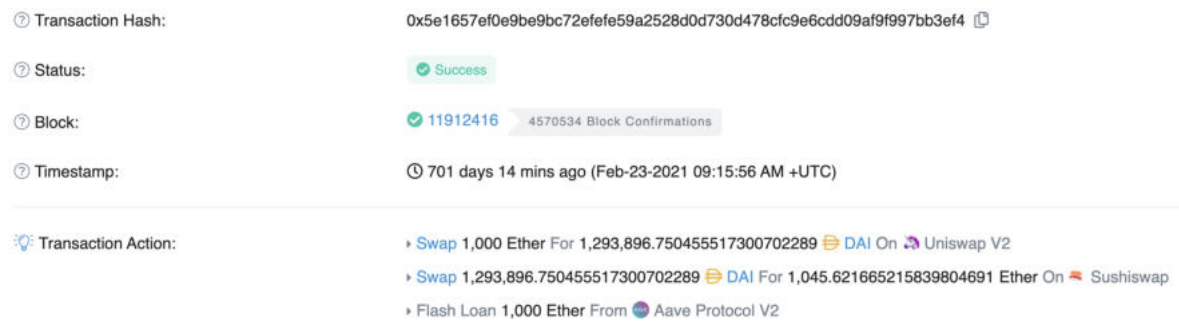 Transaction Hash: 0x5e1657ef0e9be9bc72efefe59a2528d0d730d478cfc9e6cdd09af9f997bb3ef4
Status: Success
Block: 11912416 4570534 Block Confirmations
Timestamp: 701 days 14 mins ago (Feb-23-2021 09:15:56 AM +UTC)
Transaction Action: Swap 1,000 Ether For 1,293,896.750455517300702289 DAI On Uniswap V2
Swap 1,293,896.750455517300702289 DAI For 1,045.621665215839804691 Ether On Sushiswap
Flash Loan 1,000 Ether From Aave Protocol V2